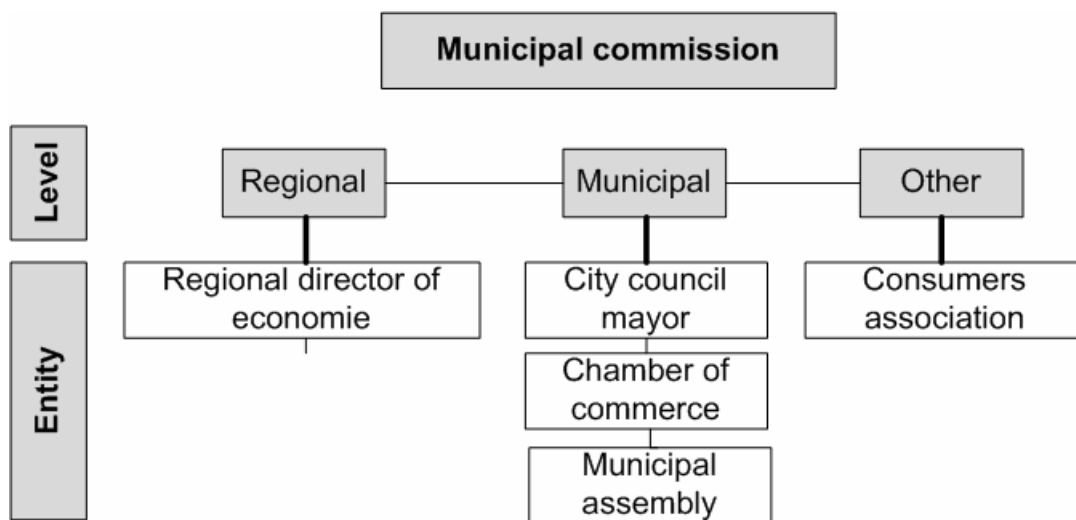 Municipal commission
Level
Regional
Municipal
Other
Entity
Regional director of
economie
City council
mayor
Consumers
association
Chamber of
commerce
Municipal
assembly